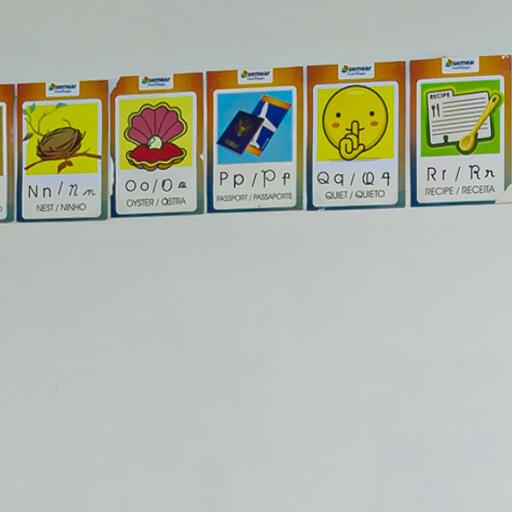 semear
Nn / Nn
NEST / NINHO
semear
Oo / Oo
OYSTER / OSTRA
semear
Pp / Pp
PASSPORT / PASSAPORTE
semear
Qq / Qq
QUIET / QUIETO
semear
RECIPE
Rr / Rr
RECIPE / RECEITA